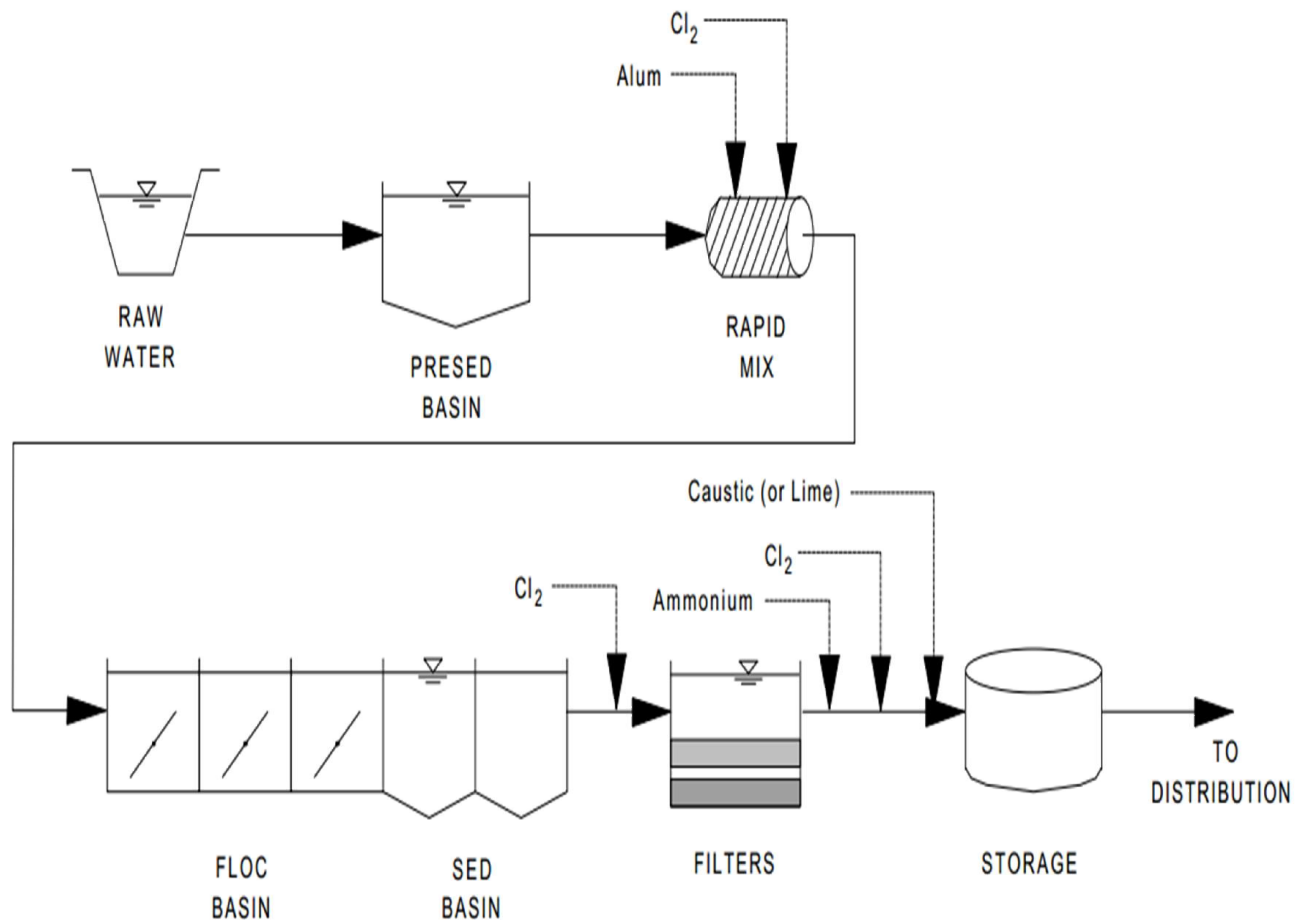 Cl2
Alum
RAW
WATER
PRESED
BASIN
RAPID
MIX
Caustic (or Lime)
Cl2
Cl2
Ammonium
TO
DISTRIBUTION
FLOC
BASIN
SED
BASIN
FILTERS
STORAGE